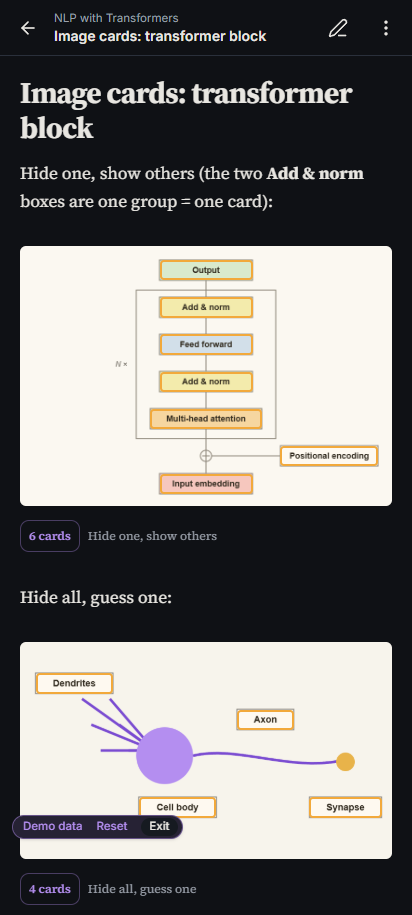 NLP with Transformers
Image cards: transformer block
Image cards: transformer
block
Hide one, show others (the two Add & norm
boxes are one group = one card):
Output
Add & norm
Feed forward
N×
Add & norm
Multi-head attention
Positional encoding
Input embedding
6 cards Hide one, show others
Hide all, guess one:
Dendrites
Axon
Cell body Synapse
Demo data Reset Exit
4 cards Hide all, guess one